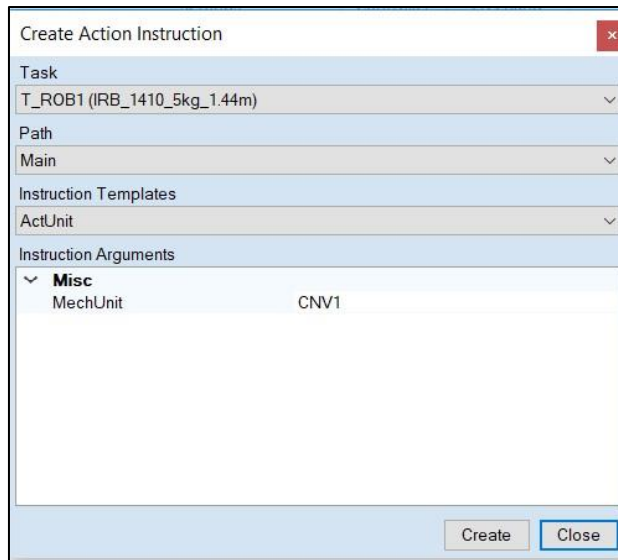 Create Action Instruction
×
Task
T_ROB1 (IRB_1410_5kg_1.44m)
Path
Main
Instruction Templates
ActUnit
Instruction Arguments
Misc
MechUnit CNV1
Create Close